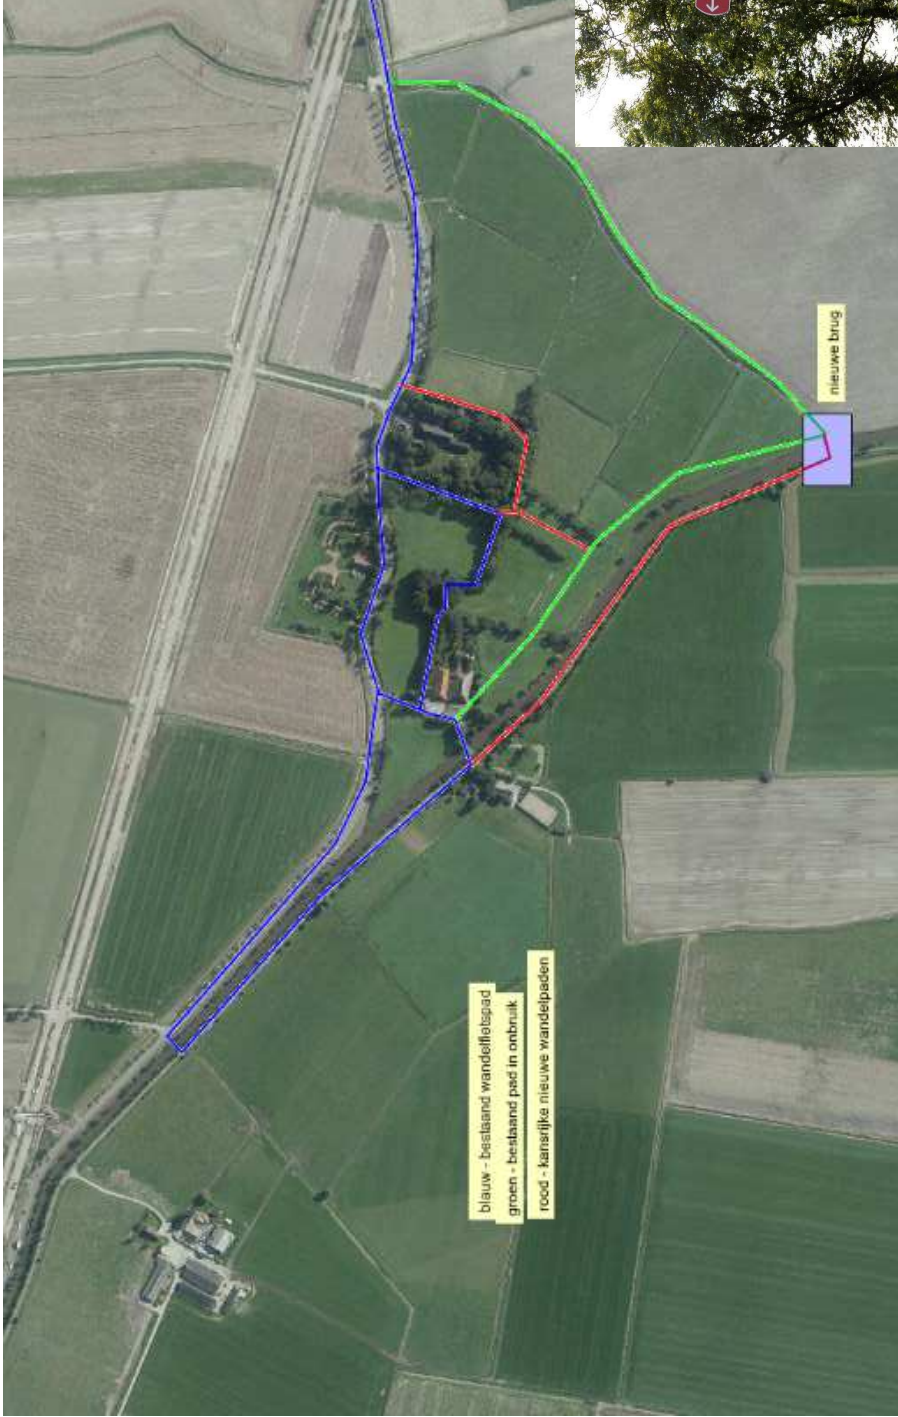 nieuwe brug
blauw - bestaand wandelfietspad
groen - bestaand pad in onbruik
rood - kansrijke nieuwe wandelpaden